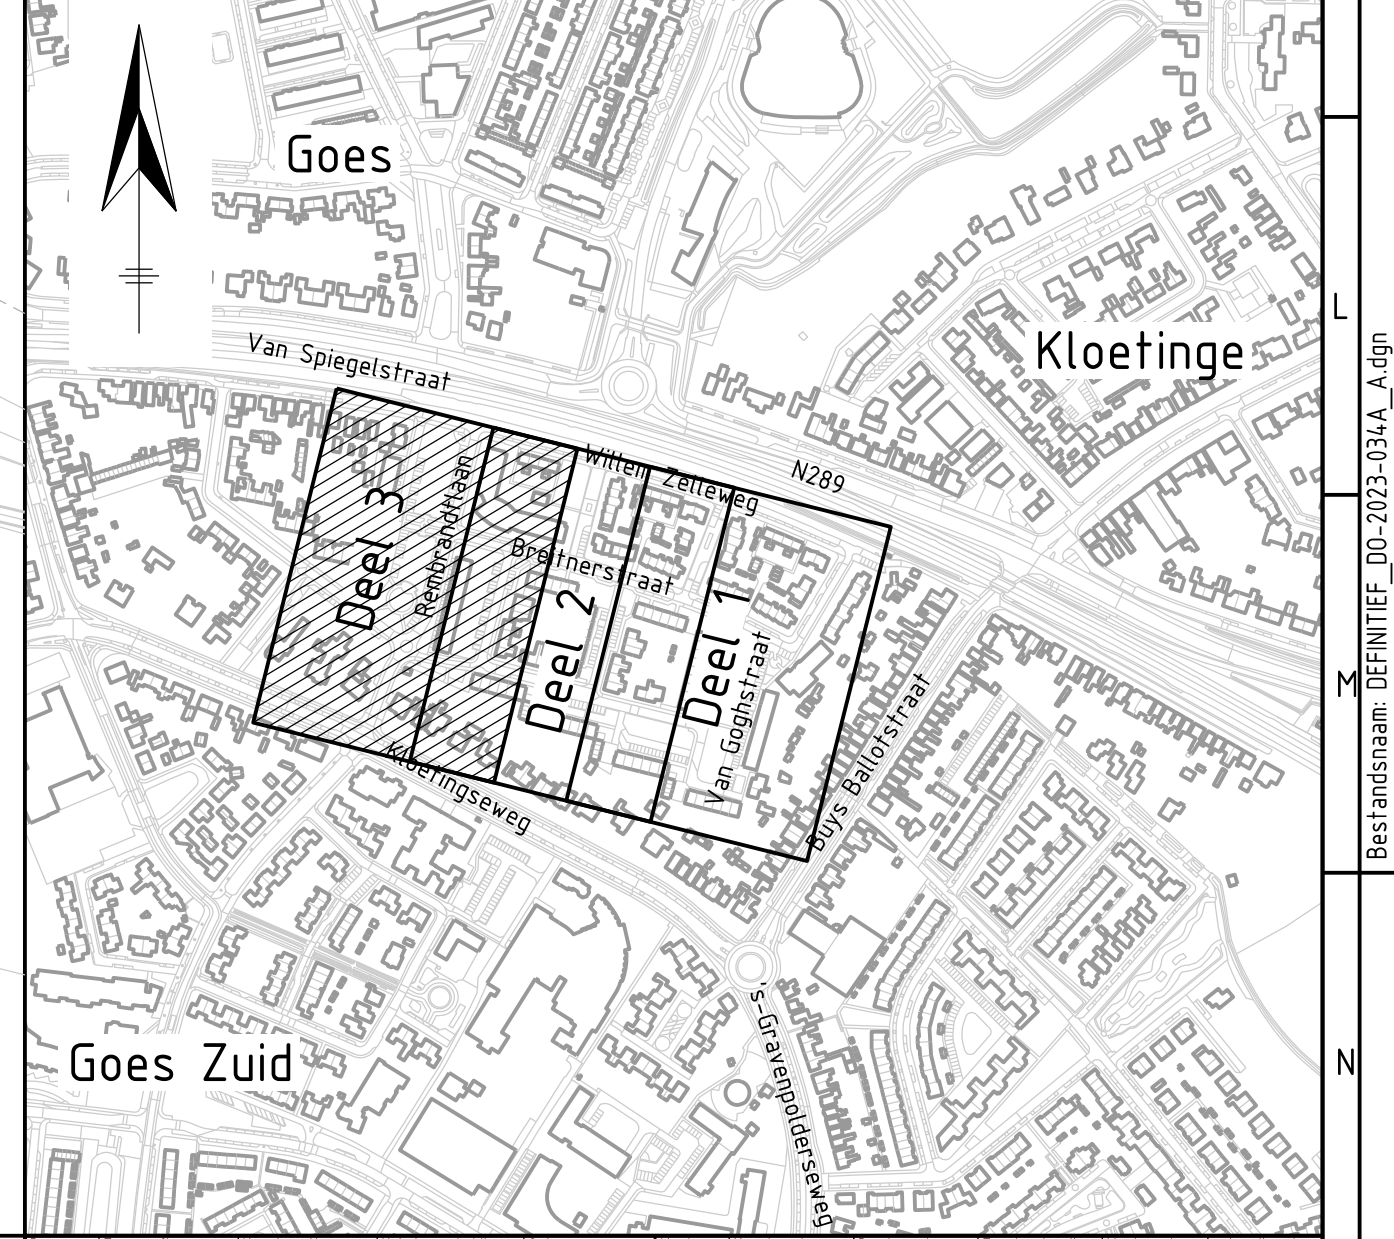 Goes
Kloetinge
Van Spiegelstraat
Willem Zelleweg
N289
Deel 3
Rembrandtlaan
Breitnerstraat
Deel 2
Deel 1
Van Goghstraat
Buys Ballotstraat
Kloetingseweg
's-Gravenpolderseweg
Goes Zuid
L
M
N
Bestandsnaam: DEFINITIEF_DO-2023-034A__A.dgn